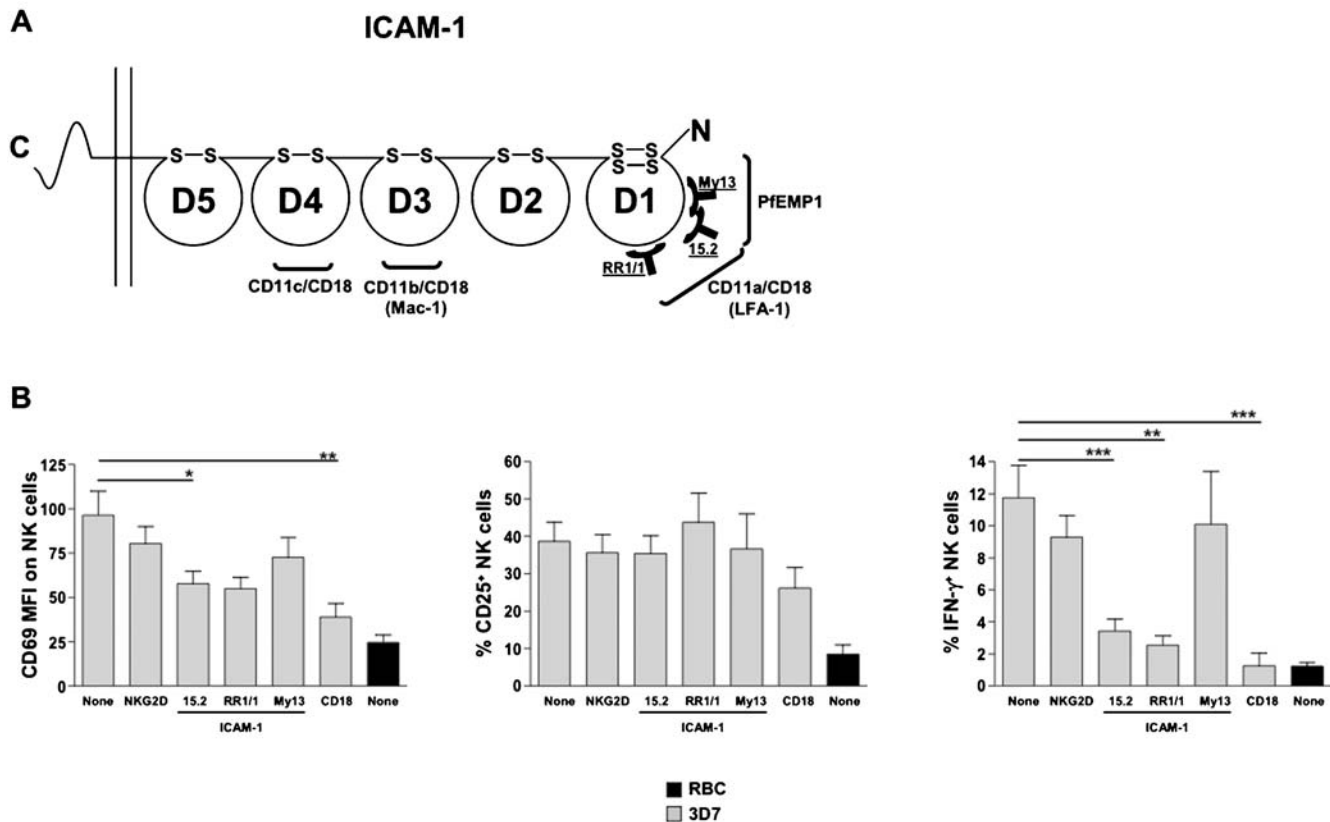 A
ICAM-1
C
N
S S
S S
S S
S S
S S
S S
D5
D4
D3
D2
D1
My13
15.2
RR1/1
PfEMP1
CD11c/CD18
CD11b/CD18
(Mac-1)
CD11a/CD18
(LFA-1)
B
CD69 MFI on NK cells
125
100
75
50
25
0
*
**
None NKG2D 15.2 RR1/1 My13 CD18 None
ICAM-1
% CD25+ NK cells
60
50
40
30
20
10
0
None NKG2D 15.2 RR1/1 My13 CD18 None
ICAM-1
% IFN-γ+ NK cells
14
12
10
8
6
4
2
0
***
**
***
None NKG2D 15.2 RR1/1 My13 CD18 None
ICAM-1
RBC
3D7